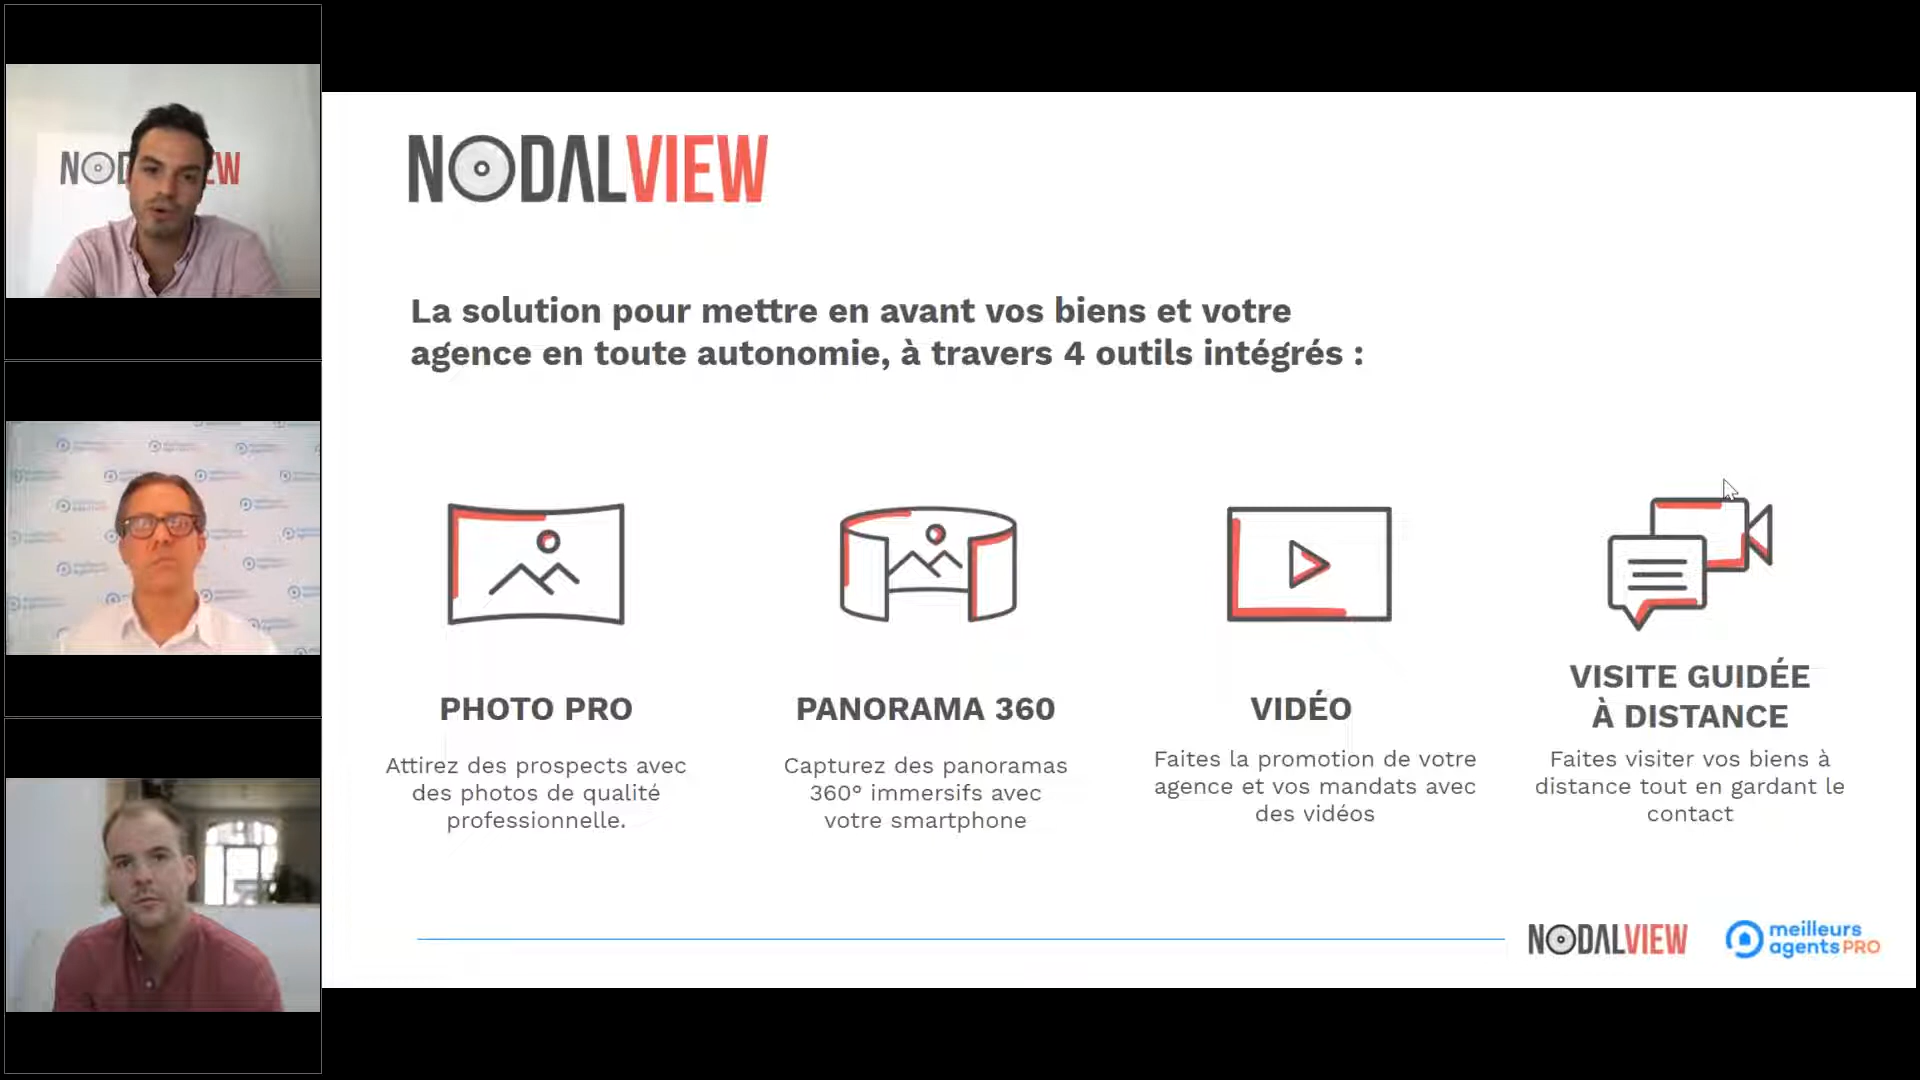 NODALVIEW
La solution pour mettre en avant vos biens et votre
agence en toute autonomie, à travers 4 outils intégrés :
PHOTO PRO
Attirez des prospects avec
des photos de qualité
professionnelle.
PANORAMA 360
Capturez des panoramas
360° immersifs avec
votre smartphone
VIDÉO
Faites la promotion de votre
agence et vos mandats avec
des vidéos
VISITE GUIDÉE
À DISTANCE
Faites visiter vos biens à
distance tout en gardant le
contact
NODALVIEW
meilleurs
agents PRO